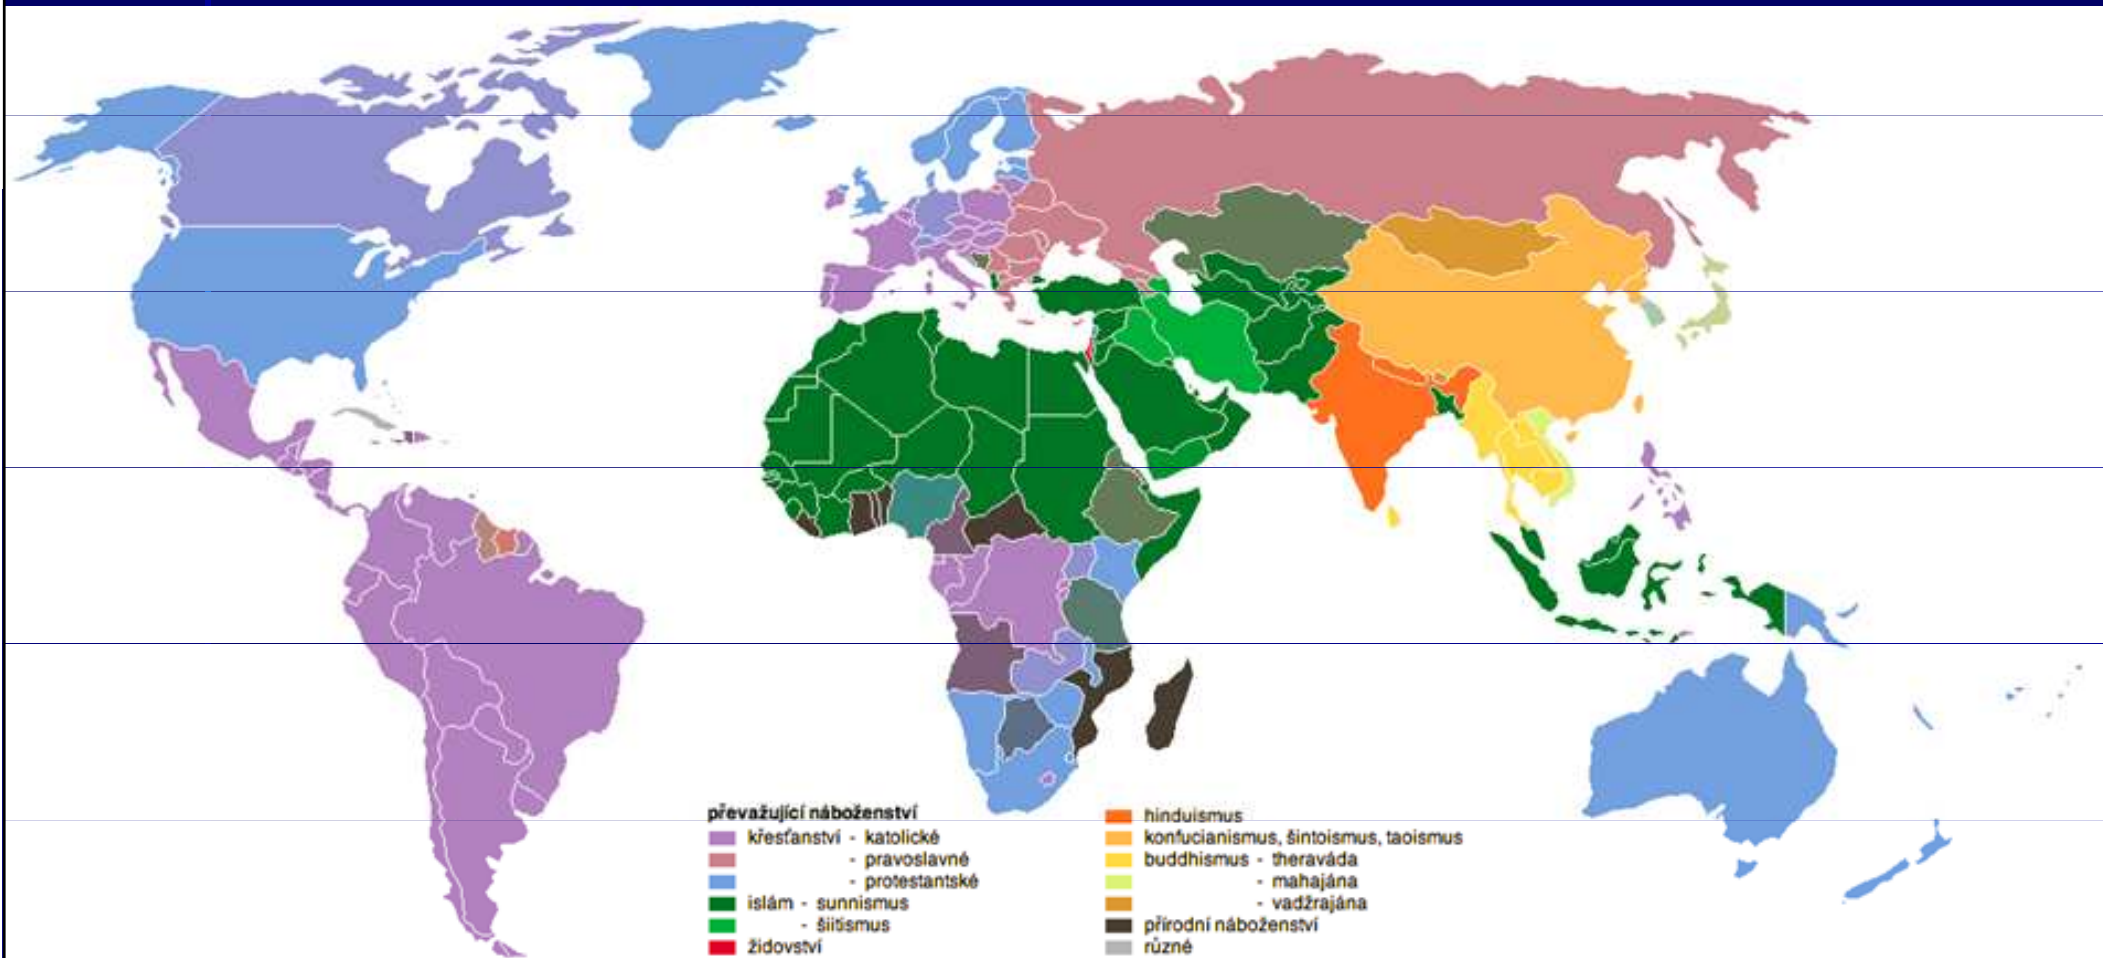 převažující náboženství
křesťanství - katolické
- pravoslavné
- protestantské
islám - sunnismus
- šíitismus
židovství
hinduismus
konfucianismus, šintoismus, taoismus
buddhismus - theraváda
- mahajána
- vadžrajána
přírodní náboženství
různé